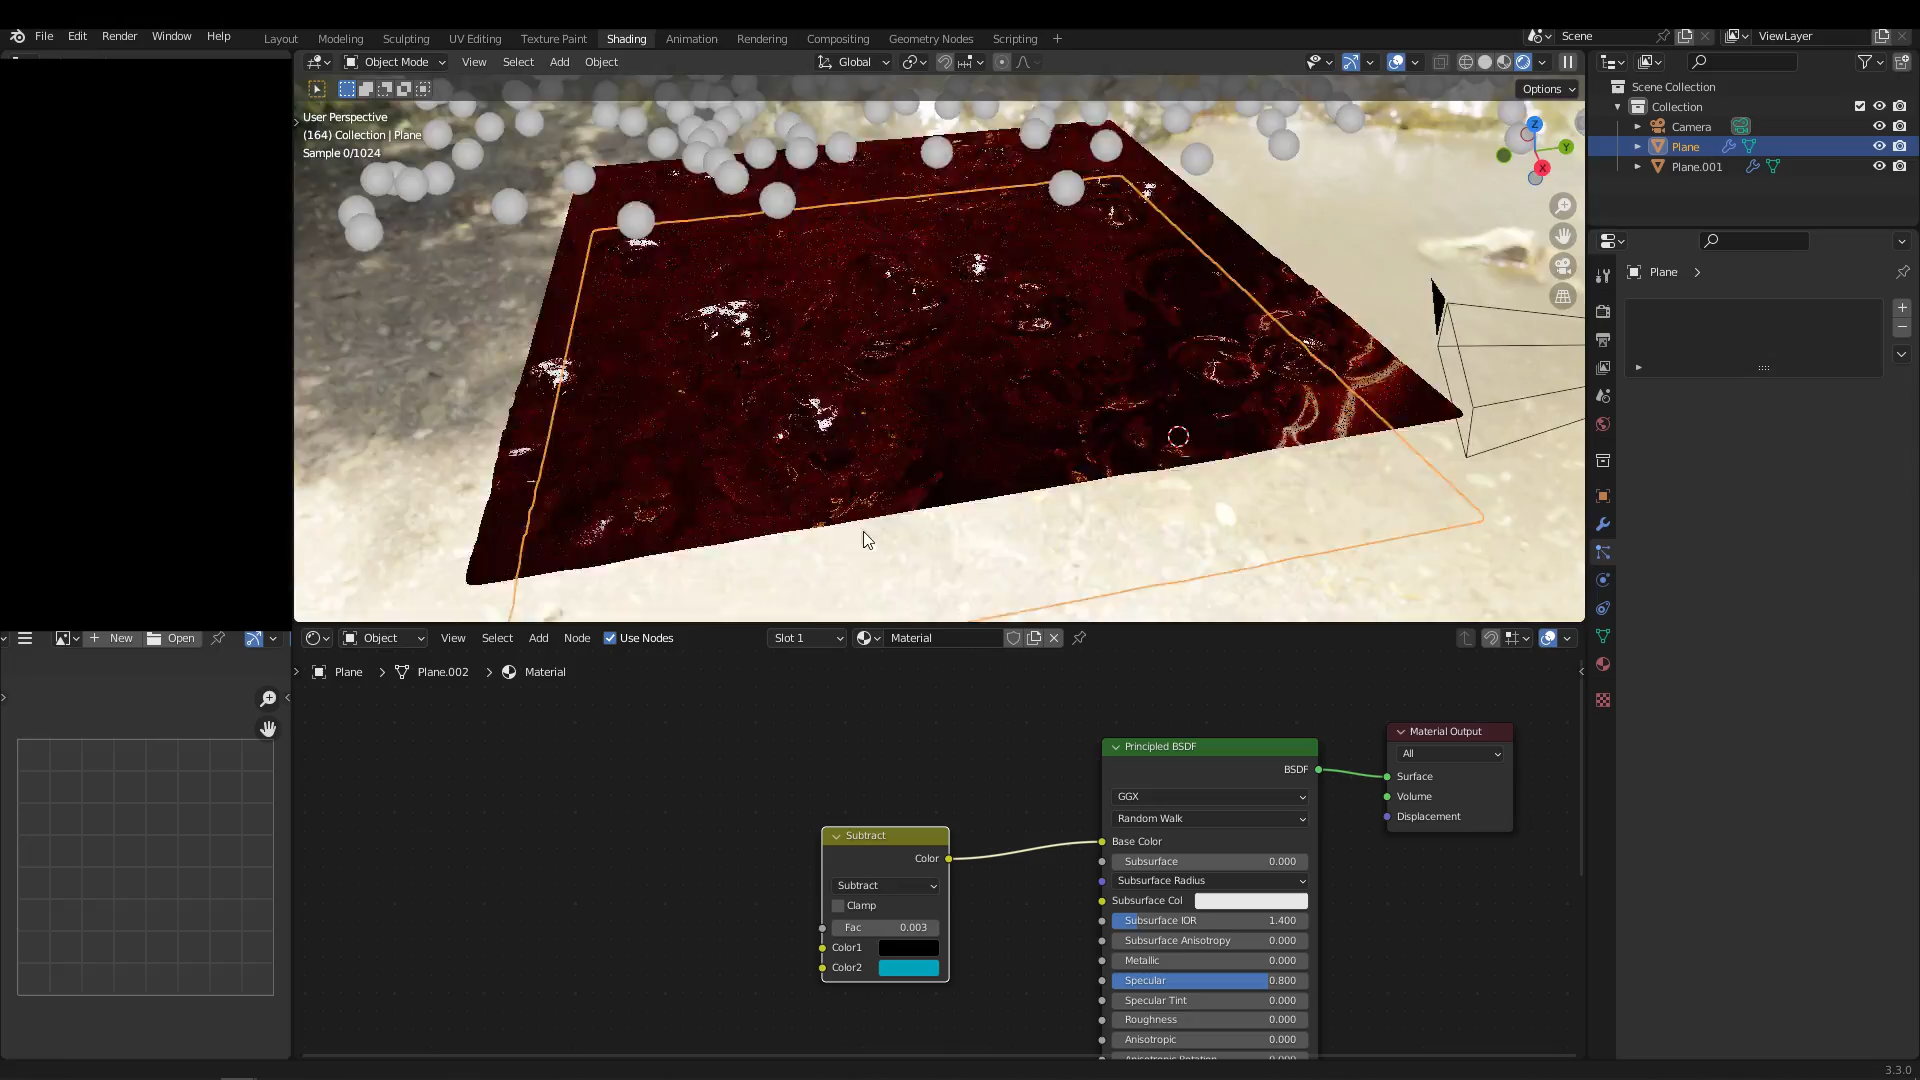 File Edit Render Window Help
Layout Modeling Sculpting UV Editing Texture Paint Shading Animation Rendering Compositing Geometry Nodes Scripting +
Scene
ViewLayer
Object Mode View Select Add Object
Global
Options
User Perspective
(164) Collection | Plane
Sample 0/1024
Z
Y
X
Scene Collection
Collection
Camera
Plane
Plane.001
Plane
New Open
Object View Select Add Node Use Nodes
Slot 1
Material
Plane > Plane.002 > Material
Subtract
Color
Subtract
Clamp
Fac 0.003
Color1
Color2
Principled BSDF
BSDF
GGX
Random Walk
Base Color
Subsurface 0.000
Subsurface Radius
Subsurface Col
Subsurface IOR 1.400
Subsurface Anisotropy 0.000
Metallic 0.000
Specular 0.800
Specular Tint 0.000
Roughness 0.000
Anisotropic 0.000
Material Output
All
Surface
Volume
Displacement
3.3.0